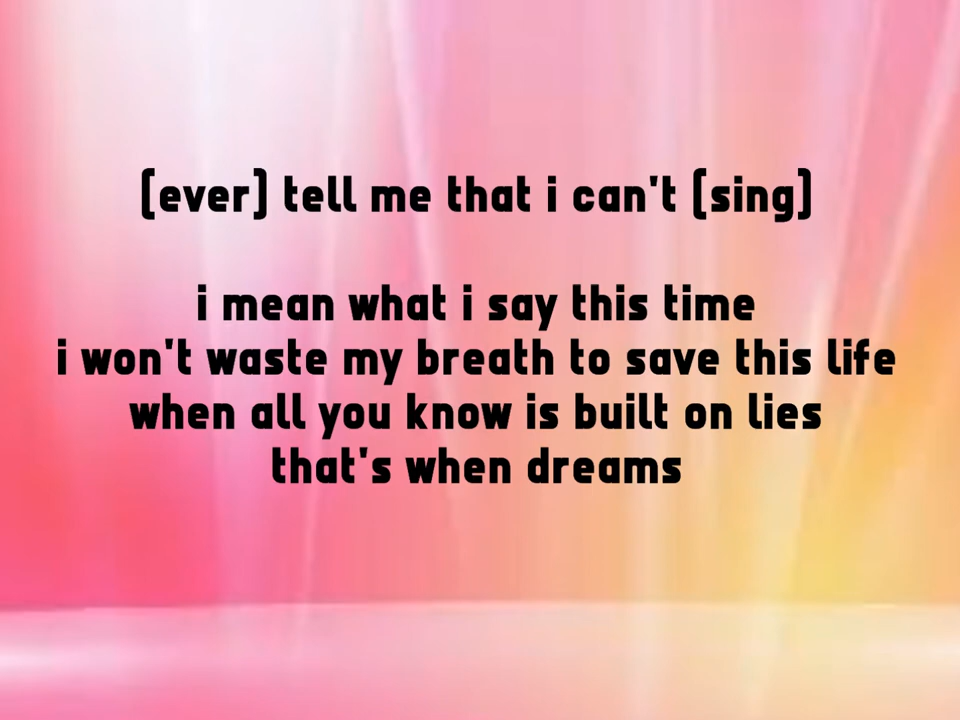 (ever) tell me that i can't (sing)
i mean what i say this time
i won't waste my breath to save this life
when all you know is built on lies
that's when dreams